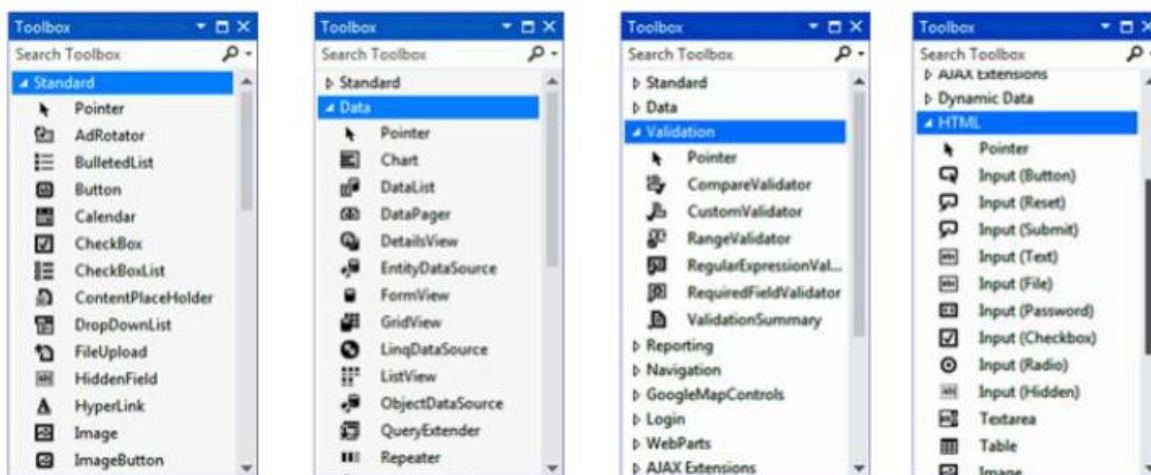 Toolbox
Search Toolbox
Standard
Pointer
AdRotator
BulletedList
Button
Calendar
CheckBox
CheckBoxList
ContentPlaceHolder
DropDownList
FileUpload
HiddenField
HyperLink
Image
ImageButton
Toolbox
Search Toolbox
Standard
Data
Pointer
Chart
DataList
DataPager
DetailsView
EntityDataSource
FormView
GridView
LinqDataSource
ListView
ObjectDataSource
QueryExtender
Repeater
Toolbox
Search Toolbox
Standard
Data
Validation
Pointer
CompareValidator
CustomValidator
RangeValidator
RegularExpressionVal...
RequiredFieldValidator
ValidationSummary
Reporting
Navigation
GoogleMapControls
Login
WebParts
AJAX Extensions
Toolbox
Search Toolbox
AJAX Extensions
Dynamic Data
HTML
Pointer
Input (Button)
Input (Reset)
Input (Submit)
Input (Text)
Input (File)
Input (Password)
Input (Checkbox)
Input (Radio)
Input (Hidden)
Textarea
Table
Image